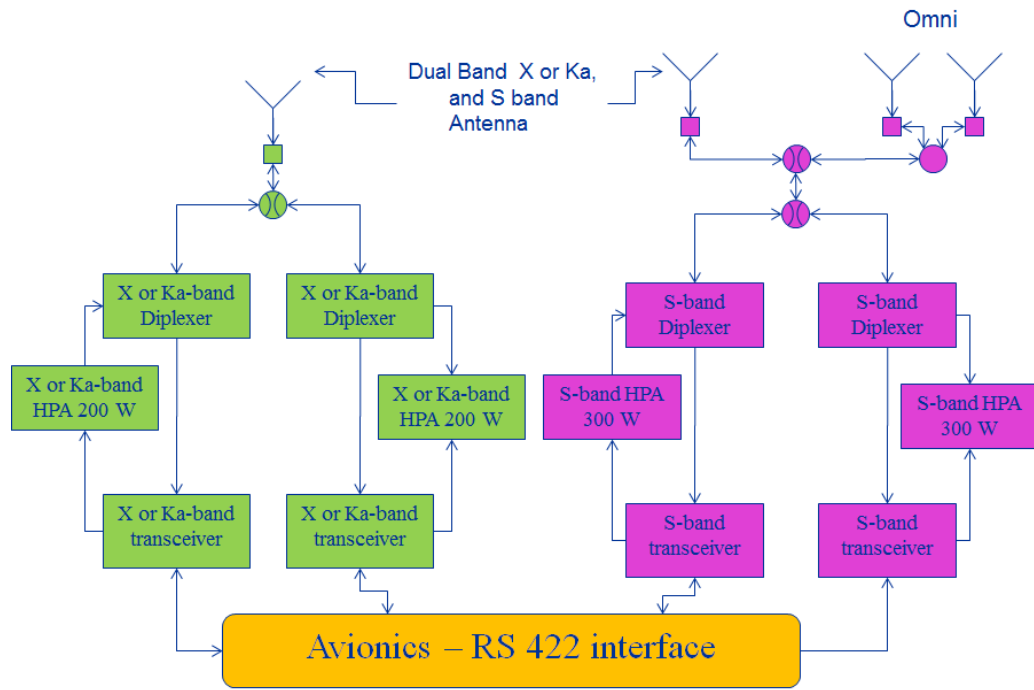 Omni
Dual Band X or Ka,
and S band
Antenna
X or Ka-band
Diplexer
X or Ka-band
Diplexer
S-band
Diplexer
S-band
Diplexer
X or Ka-band
HPA 200 W
X or Ka-band
HPA 200 W
S-band HPA
300 W
S-band HPA
300 W
X or Ka-band
transceiver
X or Ka-band
transceiver
S-band
transceiver
S-band
transceiver
Avionics – RS 422 interface